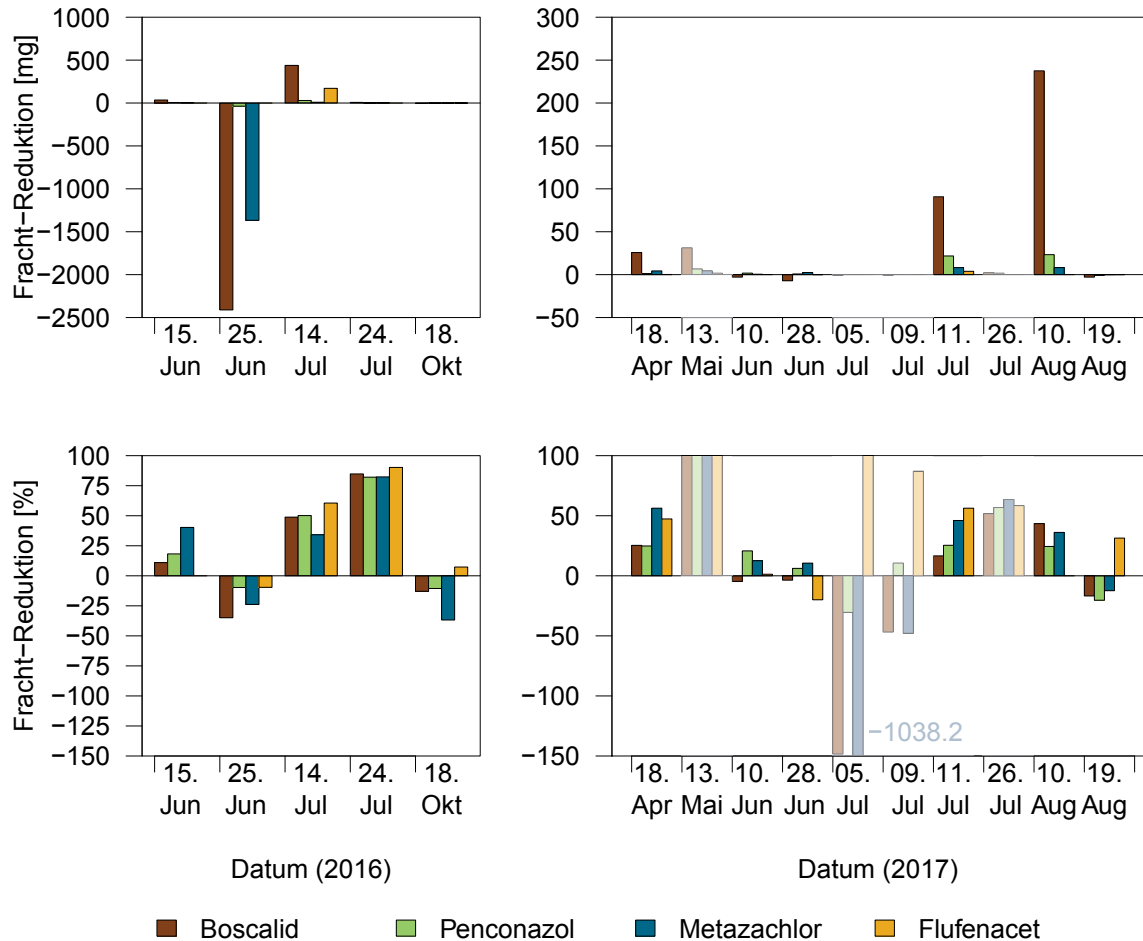 Fracht−Reduktion [mg]
1000
500
0
−500
−1000
−1500
−2000
−2500
15. 25. 14. 24. 18.
Jun Jun Jul Jul Okt
300
250
200
150
100
50
0
−50
18. 13. 10. 28. 05. 09. 11. 26. 10. 19.
Apr Mai Jun Jun Jul Jul Jul Jul Aug Aug
Fracht−Reduktion [%]
100
75
50
25
0
−25
−50
−75
−100
−125
−150
15. 25. 14. 24. 18.
Jun Jun Jul Jul Okt
Datum (2016)
100
50
0
−50
−100
−150
−1038.2
18. 13. 10. 28. 05. 09. 11. 26. 10. 19.
Apr Mai Jun Jun Jul Jul Jul Jul Aug Aug
Datum (2017)
Boscalid Penconazol Metazachlor Flufenacet